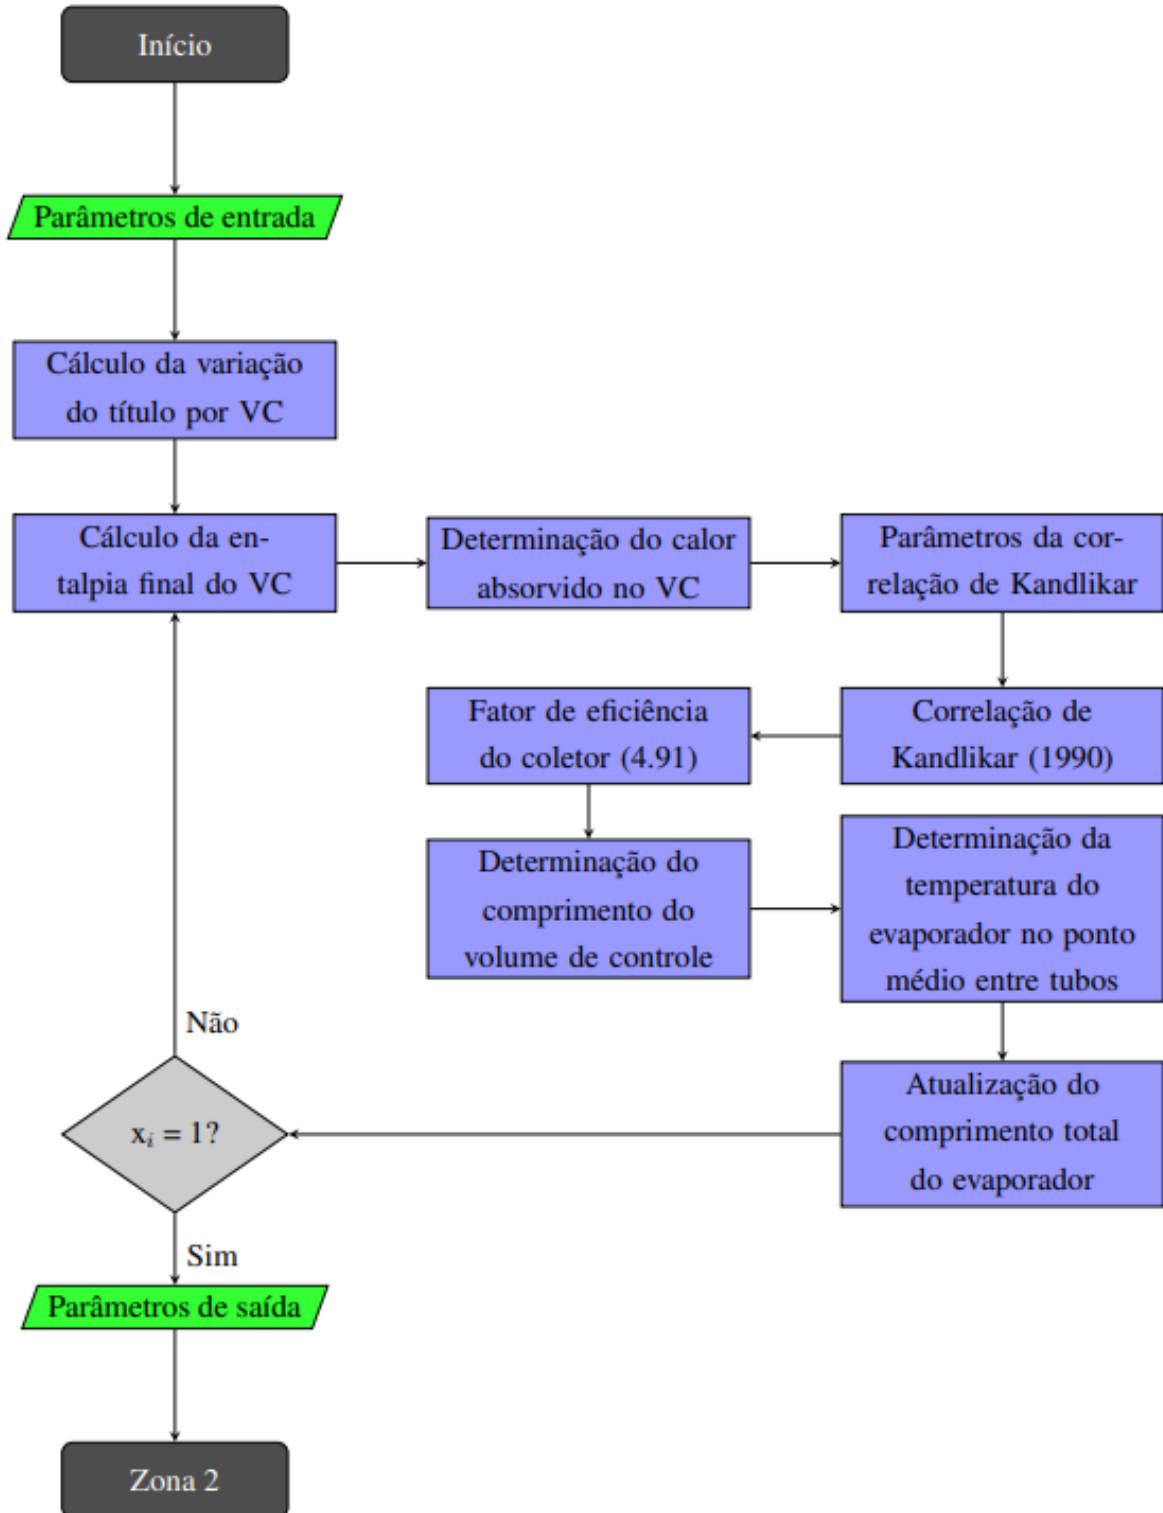 Início
Parâmetros de entrada
Cálculo da variação
do título por VC
Cálculo da en-
talpia final do VC
Determinação do calor
absorvido no VC
Parâmetros da cor-
relação de Kandlikar
Correlação de
Kandlikar (1990)
Fator de eficiência
do coletor (4.91)
Determinação do
comprimento do
volume de controle
Determinação da
temperatura do
evaporador no ponto
médio entre tubos
Atualização do
comprimento total
do evaporador
xᵢ = 1?
Não
Sim
Parâmetros de saída
Zona 2